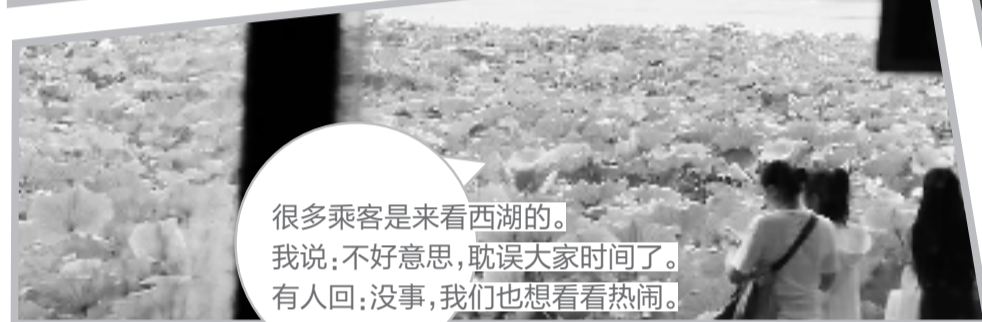 很多乘客是来看西湖的。
我说:不好意思,耽误大家时间了。
有人回:没事,我们也想看看热闹。